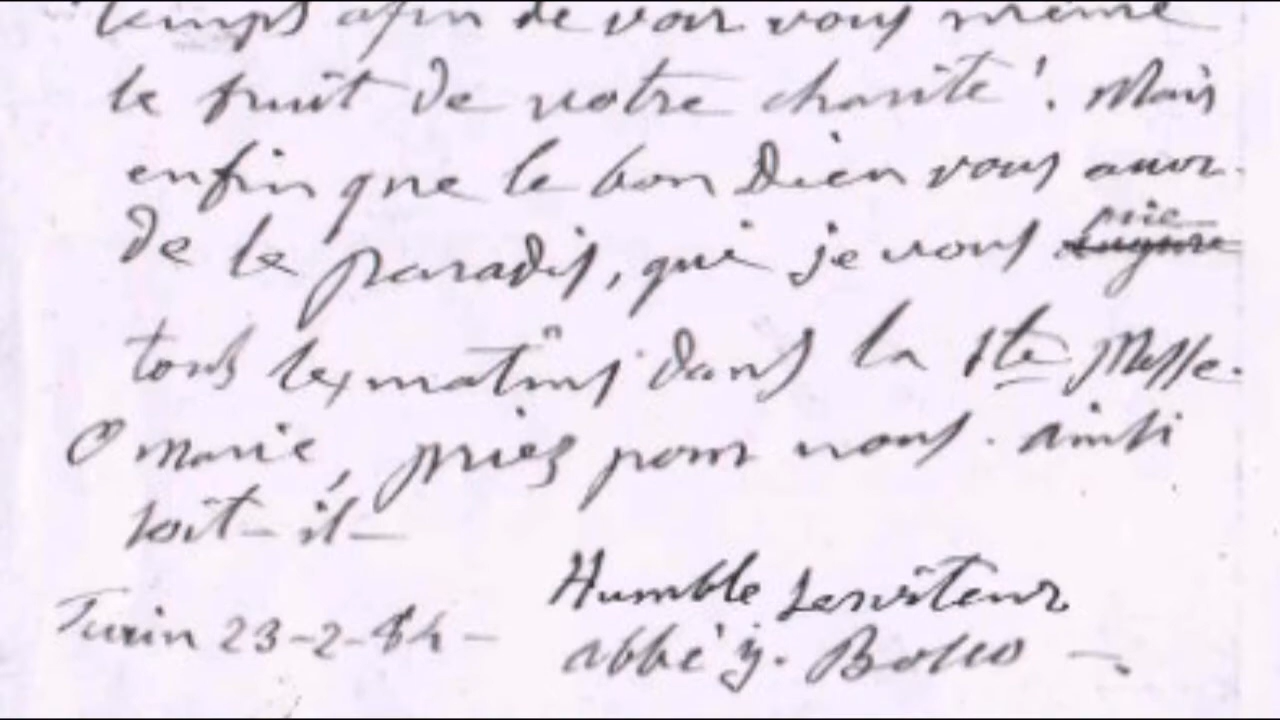 temps afin de voir vous même
le fruit de votre charité!. Mais
enfin que le bon Dieu vous accor-
de le paradis, que je vous prie
tous les matins dans la Ste Messe.
O Marie, priez pour nous. Ainsi
soit-il-
Humble serviteur
Turin 23-2-84-
abbé j. Bosco -.